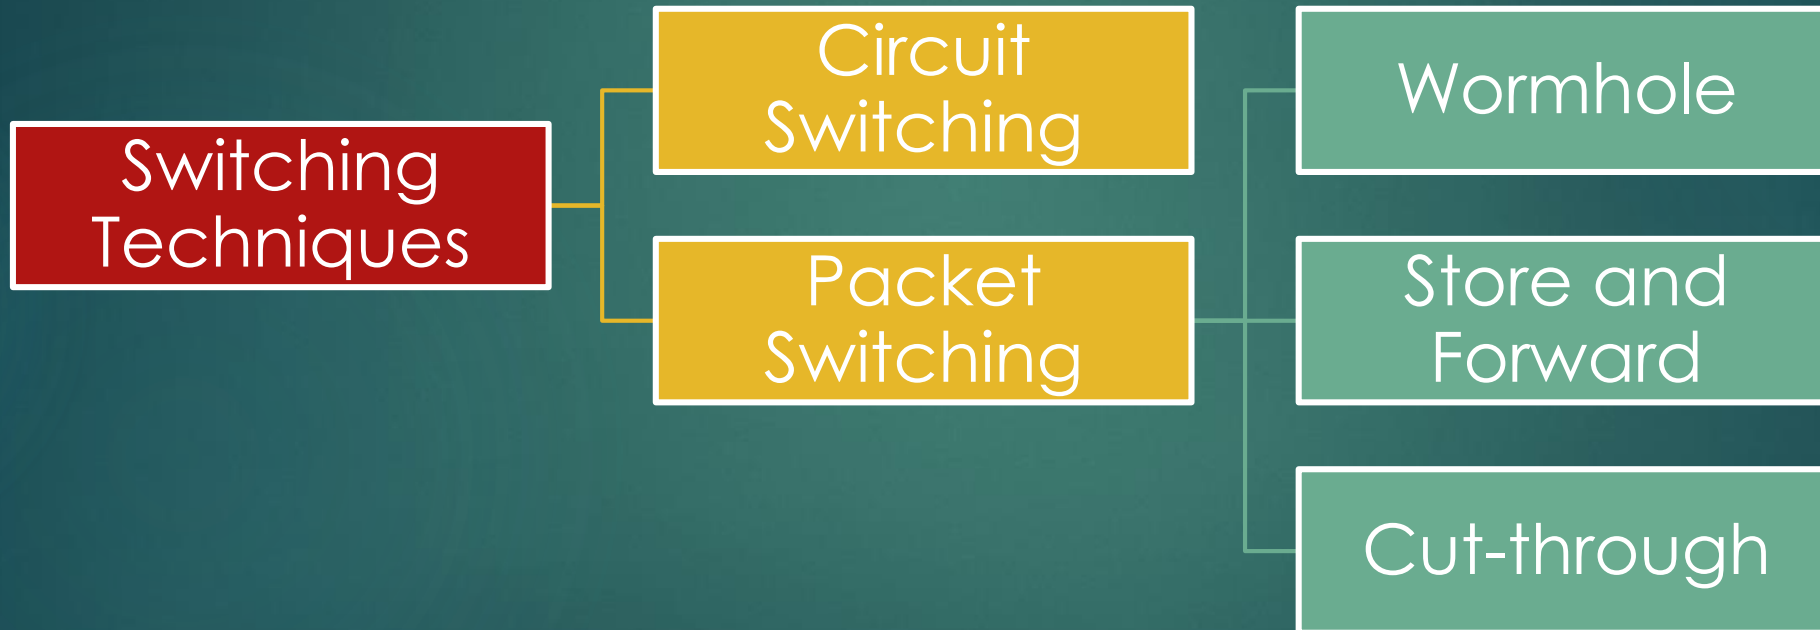 Switching
Techniques
Circuit
Switching
Packet
Switching
Wormhole
Store and
Forward
Cut-through